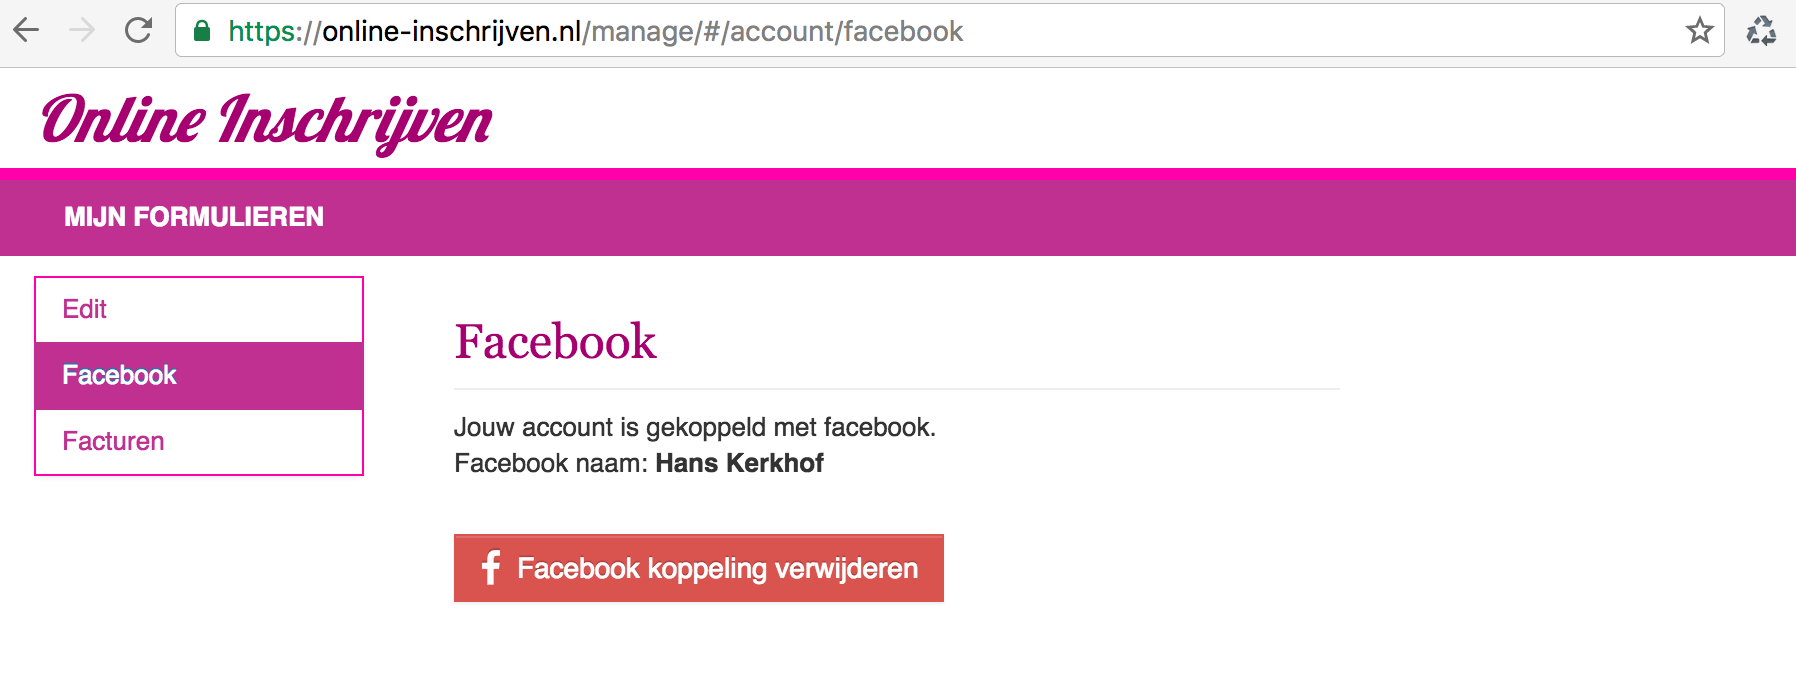 https://online-inschrijven.nl/manage/#/account/facebook
Online Inschrijven
MIJN FORMULIEREN
Edit
Facebook
Facturen
Facebook
Jouw account is gekoppeld met facebook.
Facebook naam: Hans Kerkhof
f Facebook koppeling verwijderen